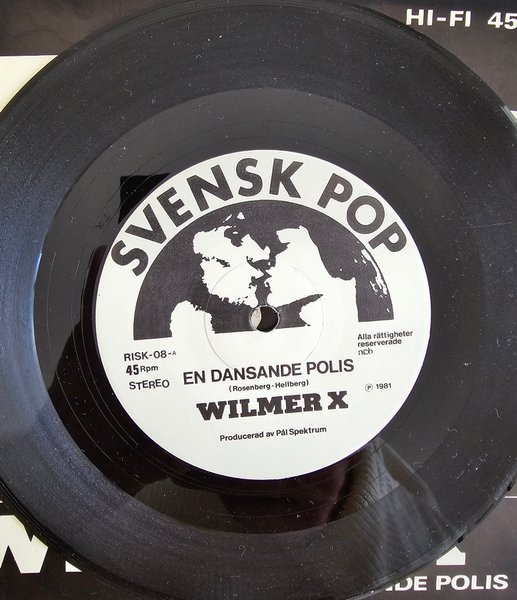 HI-FI 45
SVENSK POP
RISK-08-A
45 Rpm
STEREO
Alla rättigheter
reserverade
ncb
EN DANSANDE POLIS
(Rosenberg-Hellberg)
℗ 1981
WILMER X
Producerad av Pål Spektrum
DE POLIS